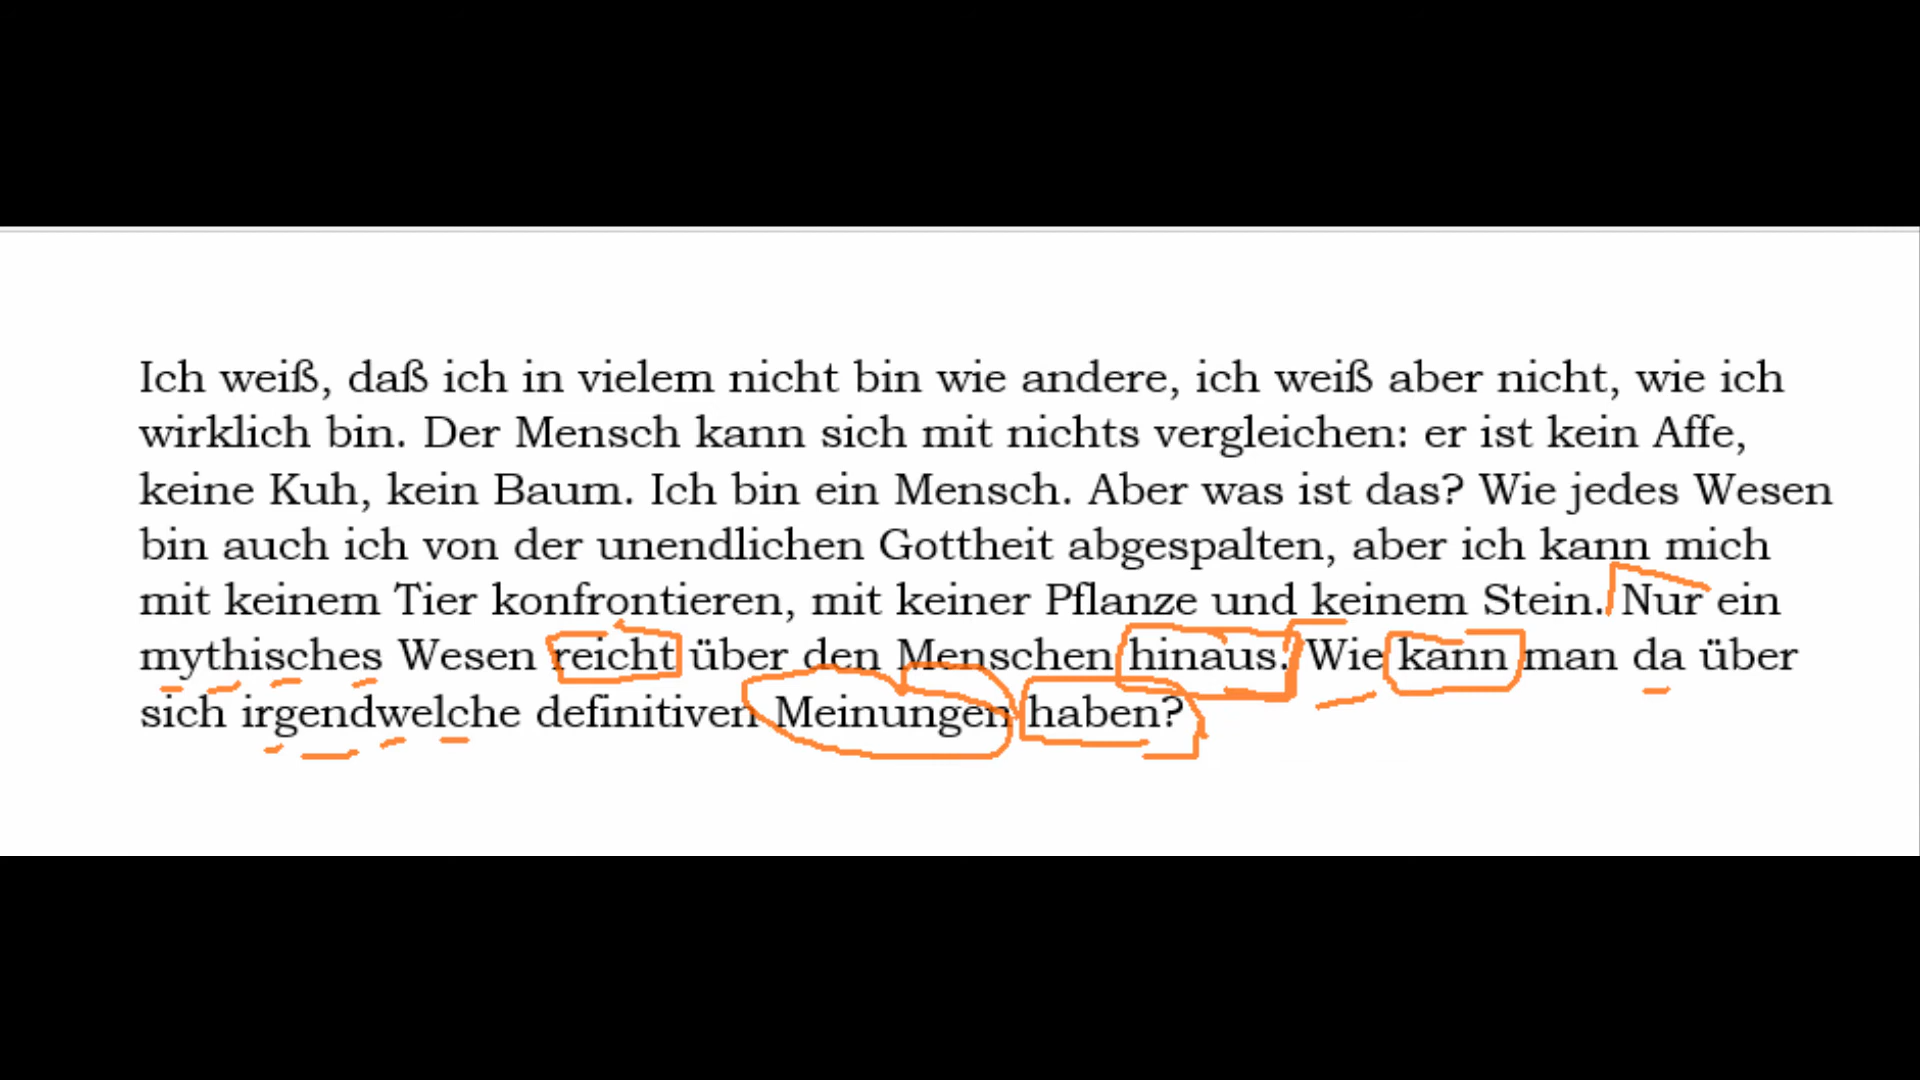 Ich weiß, daß ich in vielem nicht bin wie andere, ich weiß aber nicht, wie ich
wirklich bin. Der Mensch kann sich mit nichts vergleichen: er ist kein Affe,
keine Kuh, kein Baum. Ich bin ein Mensch. Aber was ist das? Wie jedes Wesen
bin auch ich von der unendlichen Gottheit abgespalten, aber ich kann mich
mit keinem Tier konfrontieren, mit keiner Pflanze und keinem Stein. Nur ein
mythisches Wesen reicht über den Menschen hinaus. Wie kann man da über
sich irgendwelche definitiven Meinungen haben?